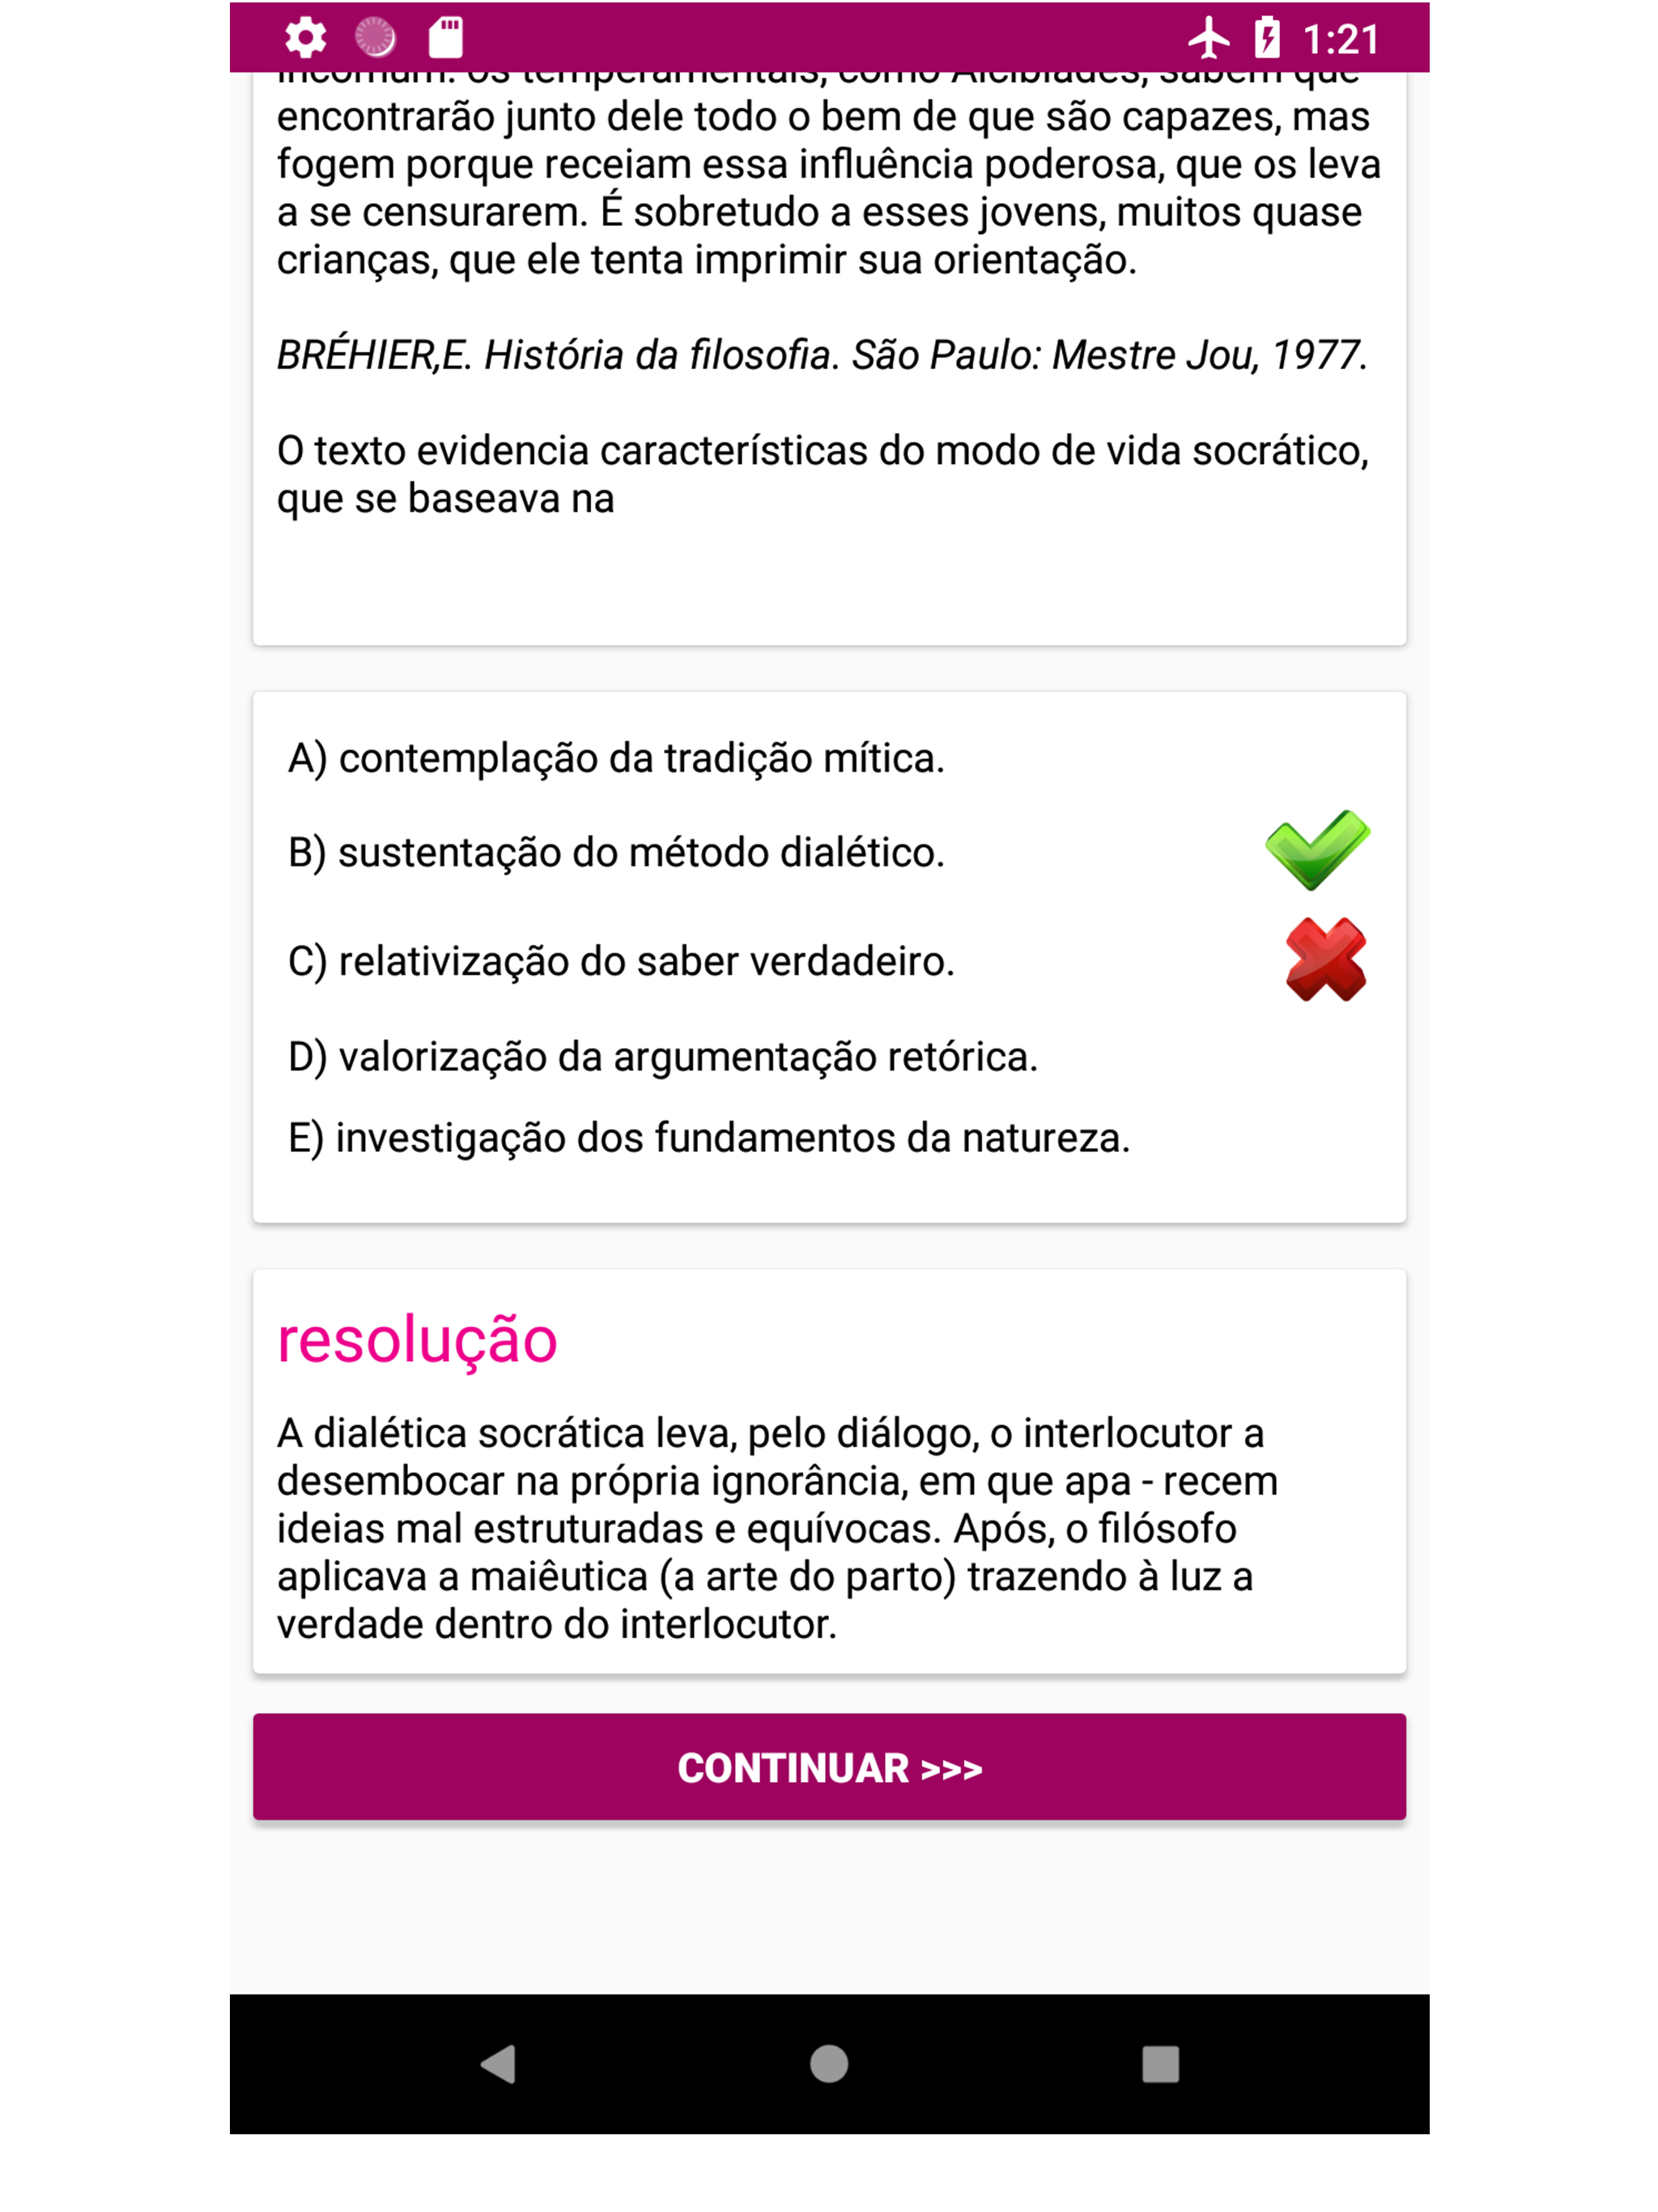 1:21
incomum: os temperamentais, como Alcibíades, sabem que
encontrarão junto dele todo o bem de que são capazes, mas
fogem porque receiam essa influência poderosa, que os leva
a se censurarem. É sobretudo a esses jovens, muitos quase
crianças, que ele tenta imprimir sua orientação.
BRÉHIER,E. História da filosofia. São Paulo: Mestre Jou, 1977.
O texto evidencia características do modo de vida socrático,
que se baseava na
A) contemplação da tradição mítica.
B) sustentação do método dialético.
C) relativização do saber verdadeiro.
D) valorização da argumentação retórica.
E) investigação dos fundamentos da natureza.
resolução
A dialética socrática leva, pelo diálogo, o interlocutor a
desembocar na própria ignorância, em que apa - recem
ideias mal estruturadas e equívocas. Após, o filósofo
aplicava a maiêutica (a arte do parto) trazendo à luz a
verdade dentro do interlocutor.
CONTINUAR >>>